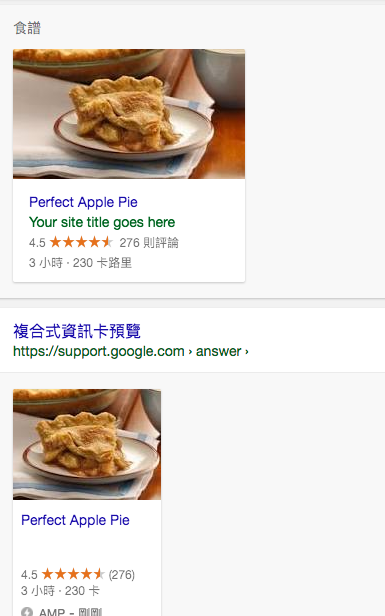 食譜
Perfect Apple Pie
Your site title goes here
4.5 276 則評論
3 小時 · 230 卡路里
複合式資訊卡預覽
https://support.google.com › answer ›
Perfect Apple Pie
4.5 (276)
3 小時 · 230 卡
AMP - 剛剛